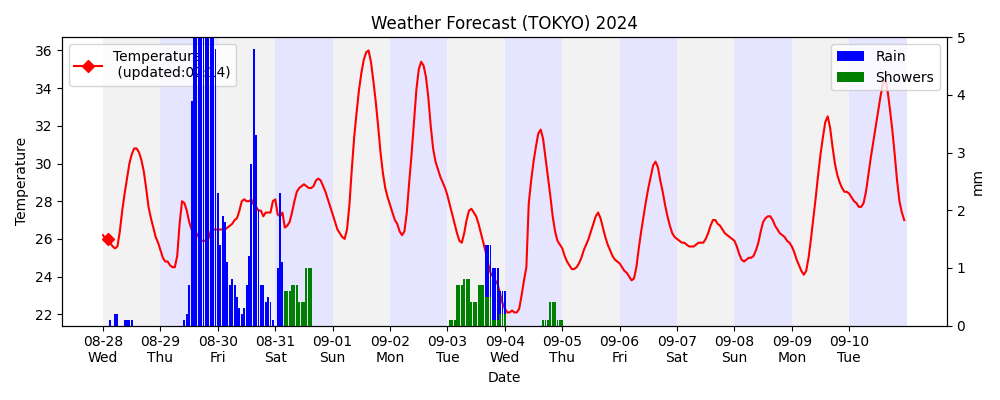 Weather Forecast (TOKYO) 2024
Temperature
(updated:0
14)
Rain
Showers
36
34
32
30
28
26
24
22
Temperature
5
4
3
2
1
0
mm
08-28 08-29 08-30 08-31 09-01 09-02 09-03 09-04 09-05 09-06 09-07 09-08 09-09 09-10
Wed Thu Fri Sat Sun Mon Tue Wed Thu Fri Sat Sun Mon Tue
Date